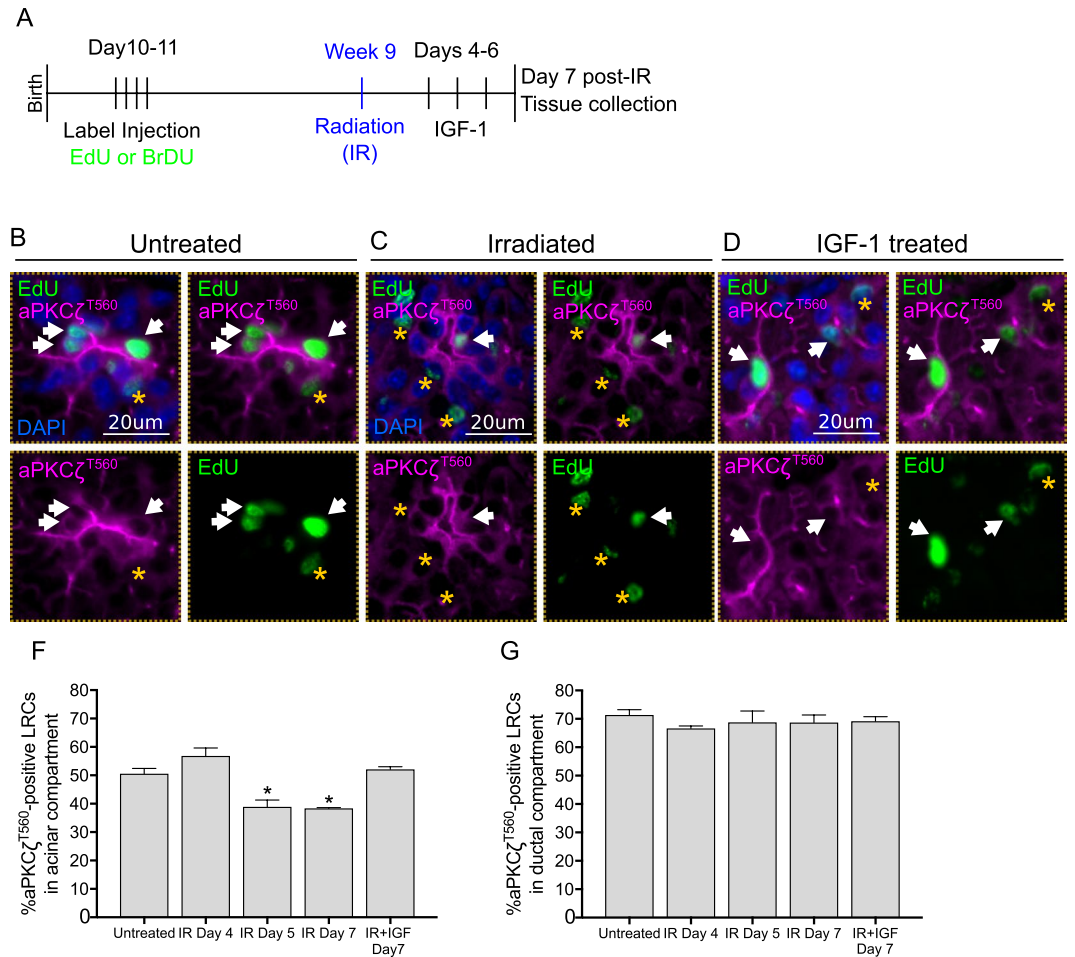 A
Day10-11
Week 9
Days 4-6
Birth
Day 7 post-IR
Tissue collection
Label Injection
EdU or BrDU
Radiation
(IR)
IGF-1
B
Untreated
C
Irradiated
D
IGF-1 treated
EdU
aPKCζT560
DAPI
20um
EdU
aPKCζT560
EdU
aPKCζT560
DAPI
20um
EdU
aPKCζT560
EdU
aPKCζT560
20um
EdU
aPKCζT560
aPKCζT560
EdU
aPKCζT560
EdU
aPKCζT560
EdU
F
%aPKCζT560-positive LRCs
in acinar compartment
80
70
60
50
40
30
20
10
0
* *
Untreated IR Day 4 IR Day 5 IR Day 7 IR+IGF
Day7
G
%aPKCζT560-positive LRCs
in ductal compartment
80
70
60
50
40
30
20
10
0
Untreated IR Day 4 IR Day 5 IR Day 7 IR+IGF
Day 7